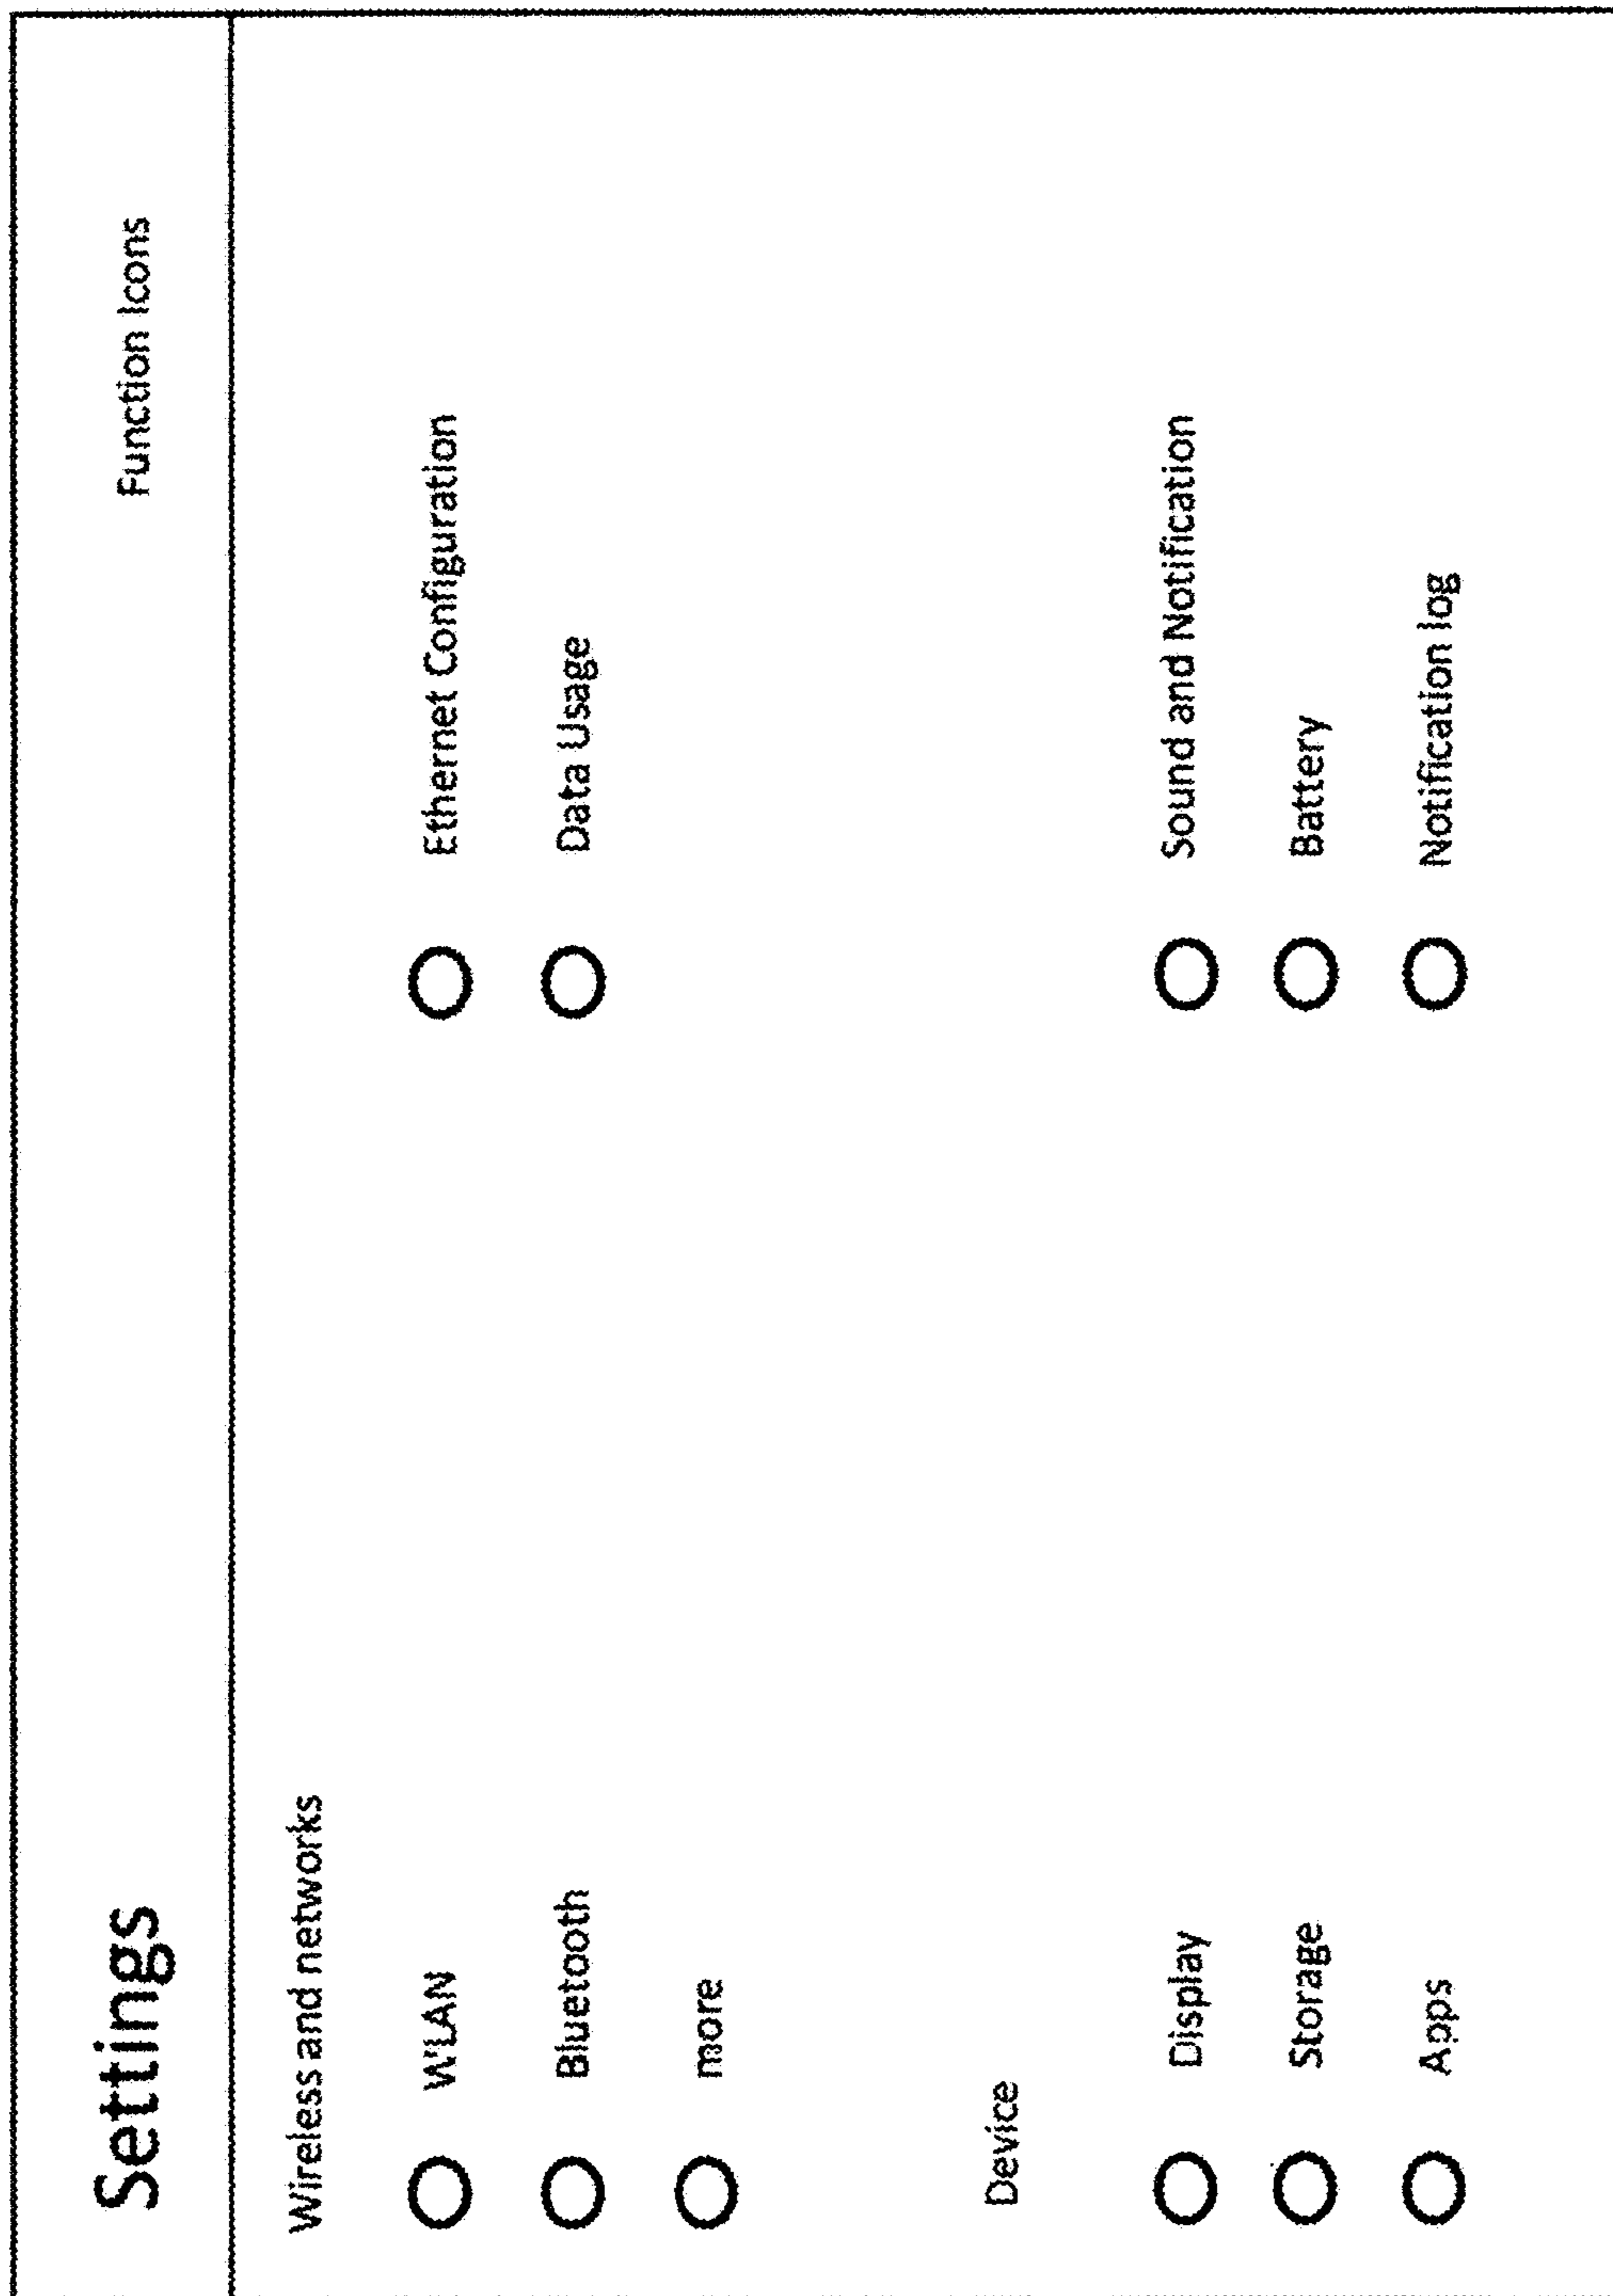 Settings Function Icons
Wireless and networks
WLAN Ethernet Configuration
Bluetooth Data Usage
more
Device
Display Sound and Notification
Storage Battery
Apps Notification log